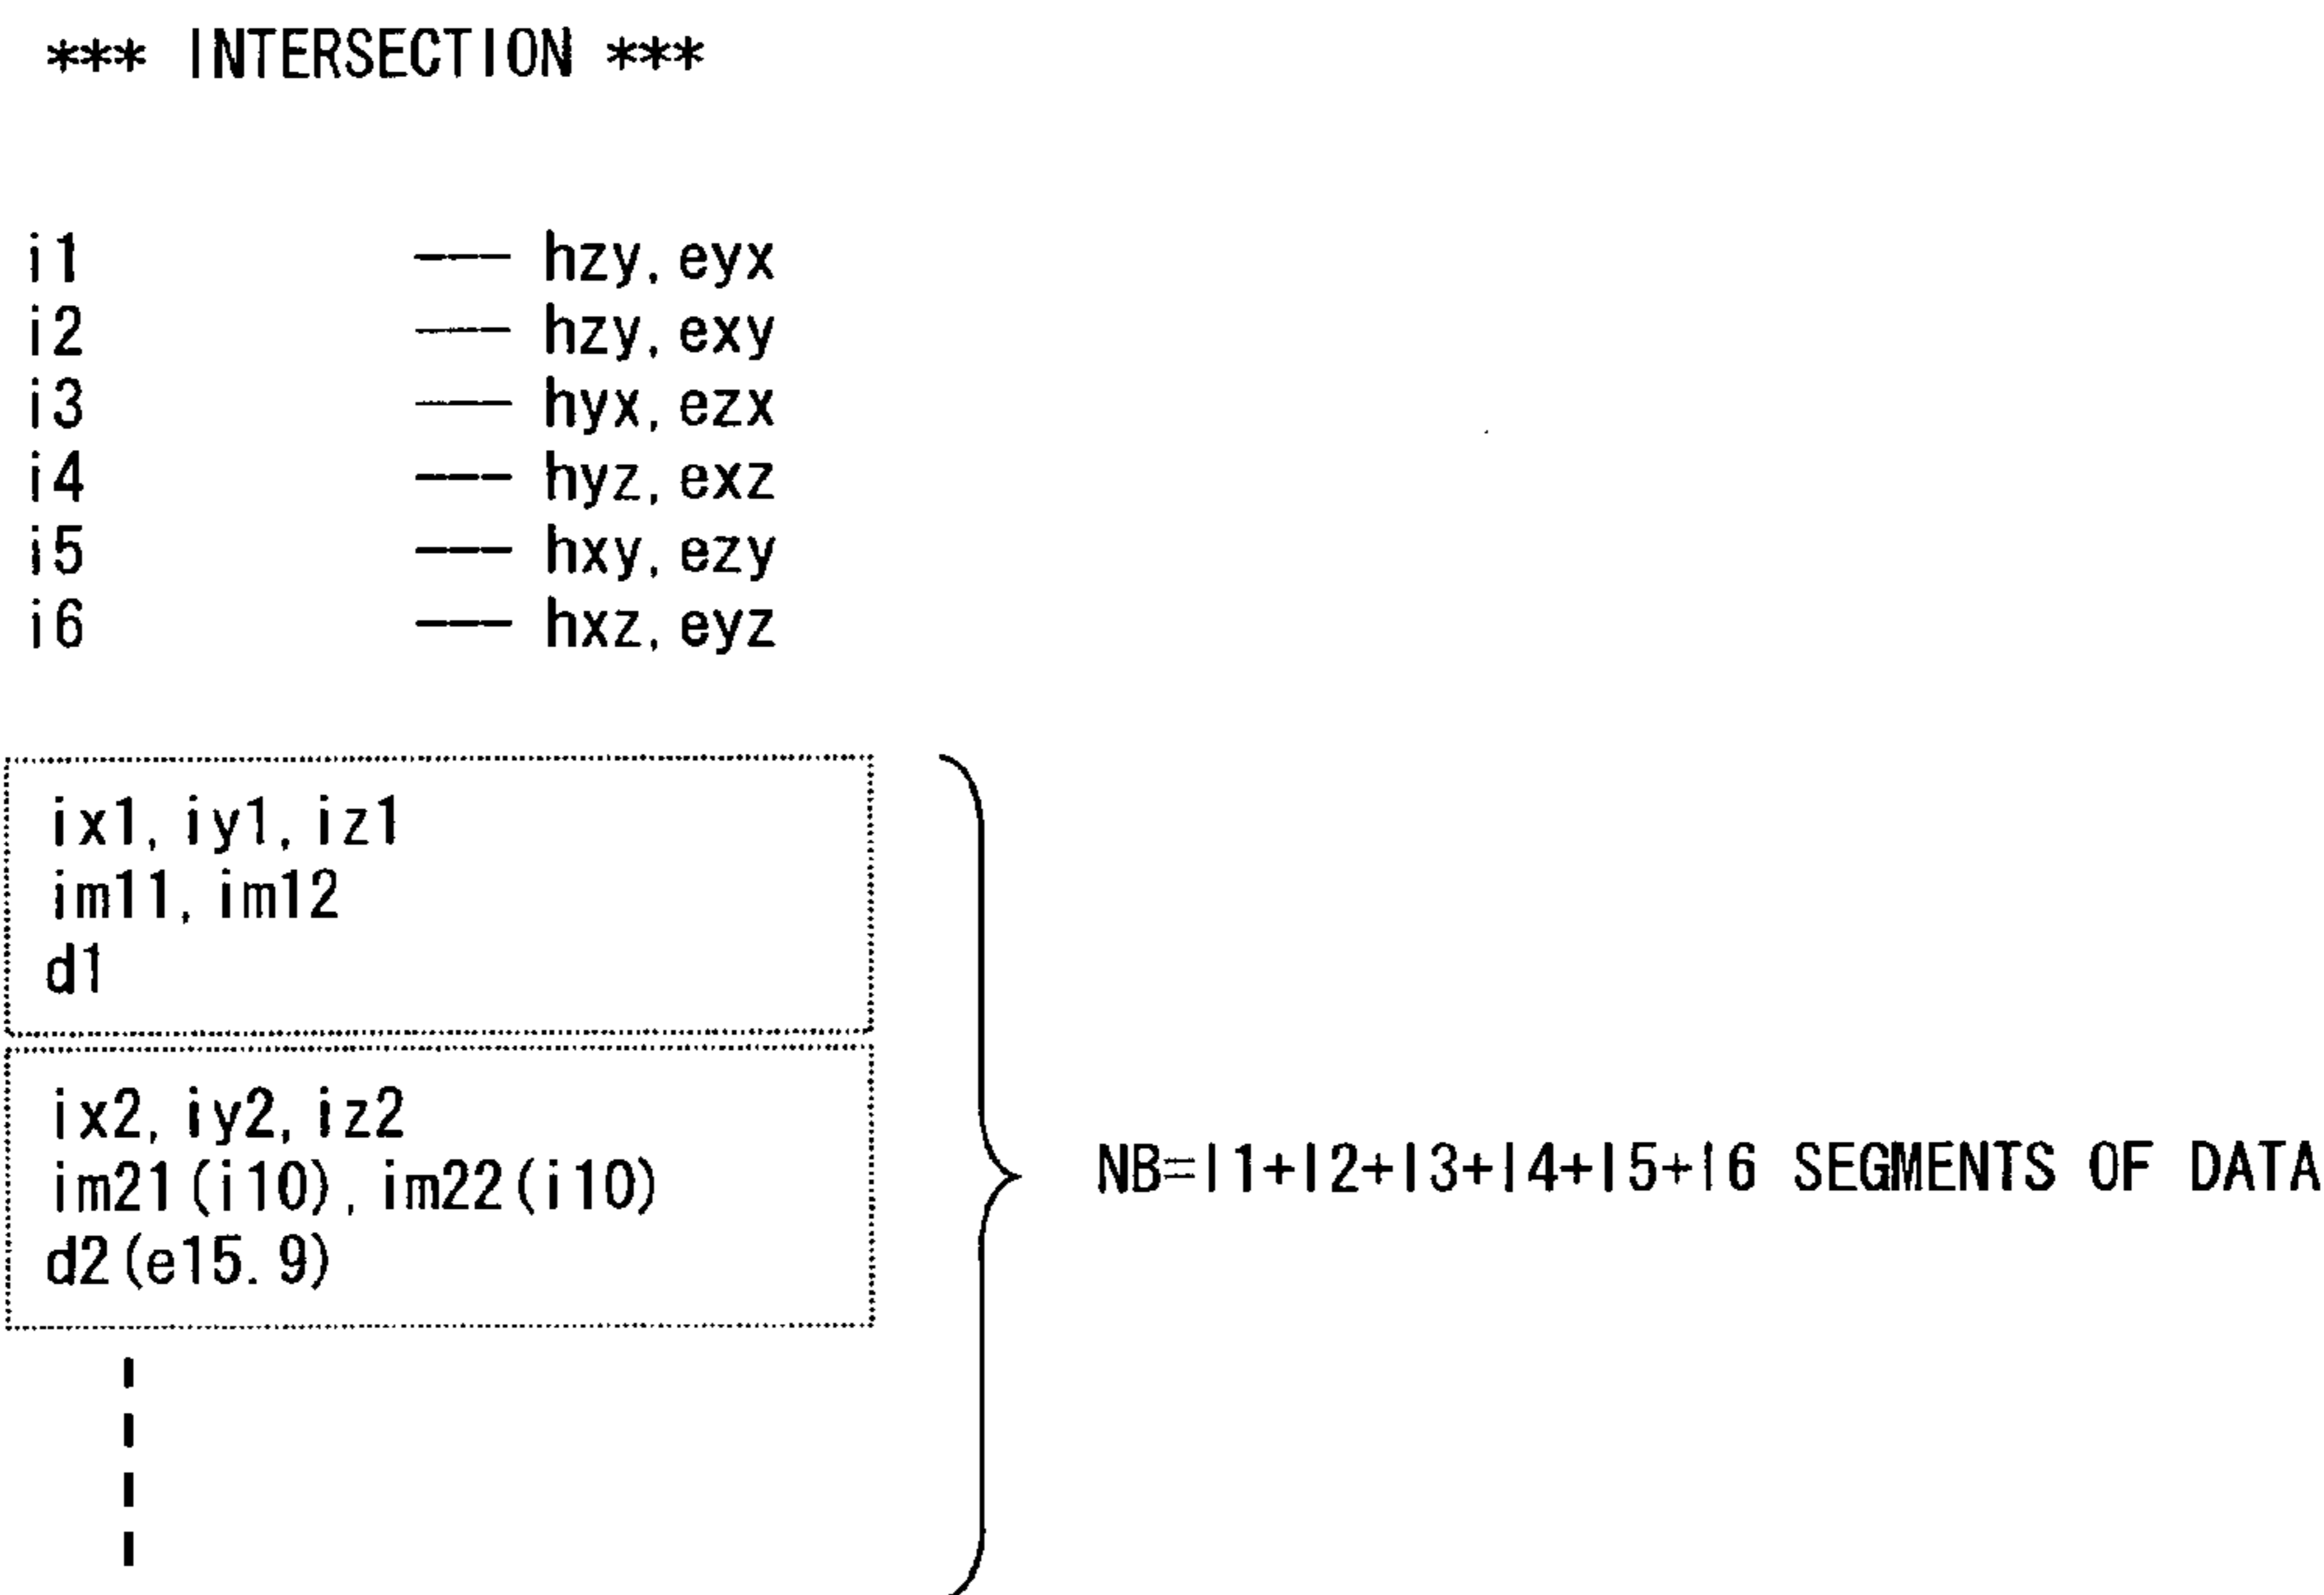 *** INTERSECTION ***
i1 — hzy, eyx
i2 — hzy, exy
i3 — hyx, ezx
i4 — hyz, exz
i5 — hxy, ezy
i6 — hxz, eyz
ix1, iy1, iz1
im11, im12
d1
ix2, iy2, iz2
im21(i10), im22(i10)
d2(e15.9)
NB=I1+I2+I3+I4+I5+I6 SEGMENTS OF DATA